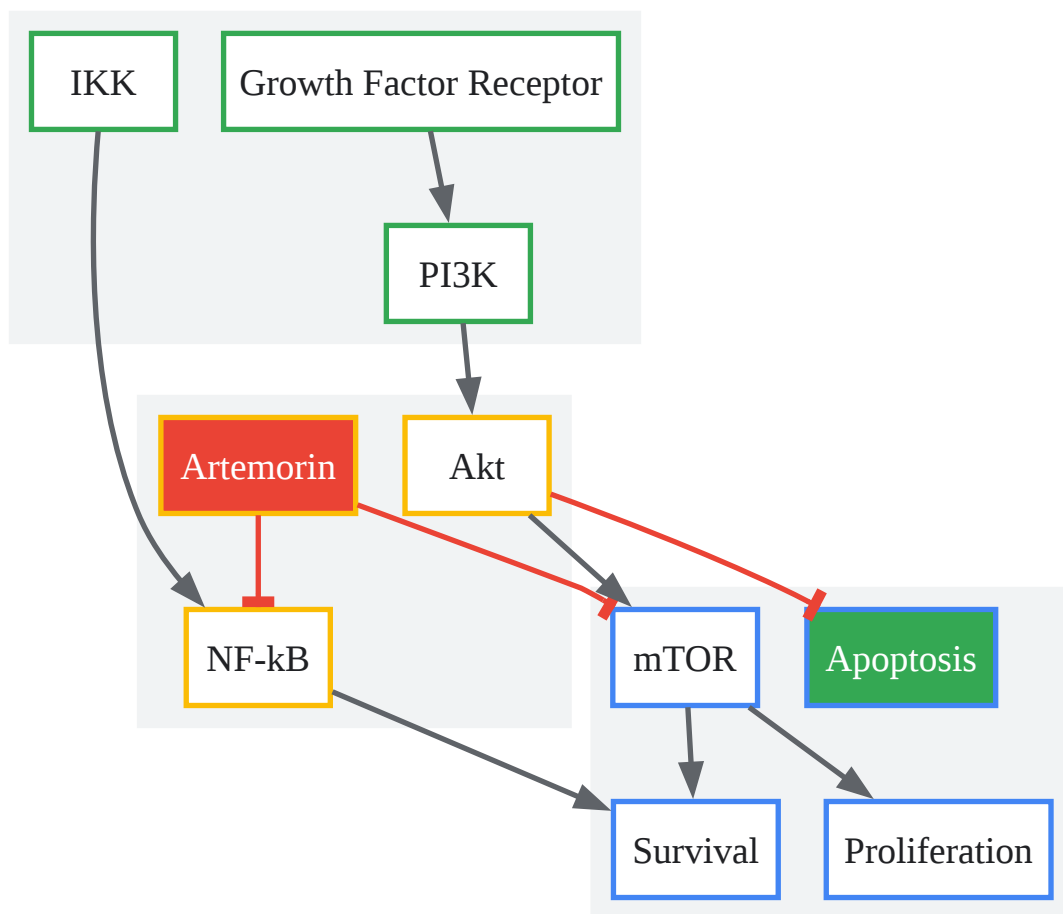 IKK
Growth Factor Receptor
PI3K
Artemorin
Akt
NF-kB
mTOR
Apoptosis
Survival
Proliferation